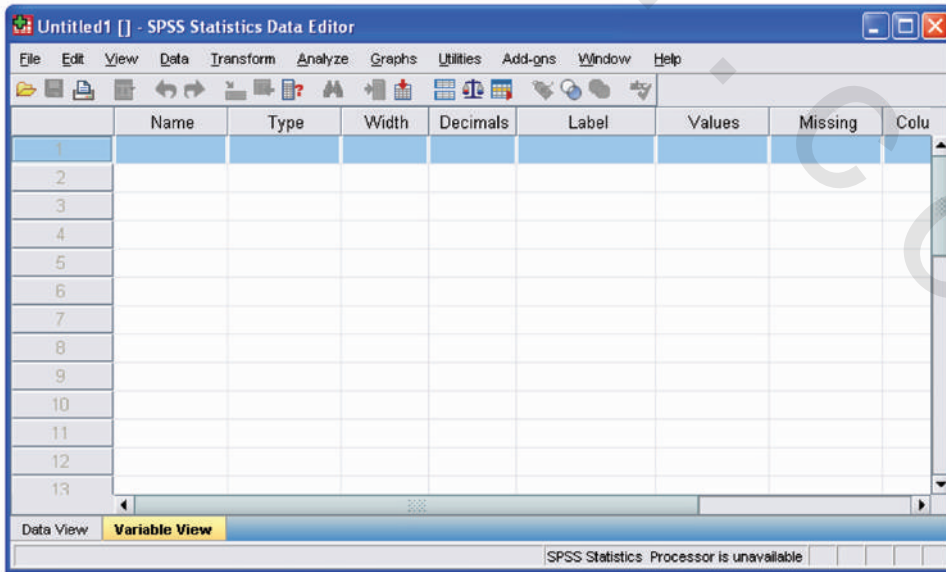 Untitled1 [] - SPSS Statistics Data Editor
File Edit View Data Transform Analyze Graphs Utilities Add-ons Window Help
Name Type Width Decimals Label Values Missing Colu
1
2
3
4
5
6
7
8
9
10
11
12
13
Data View Variable View
SPSS Statistics Processor is unavailable